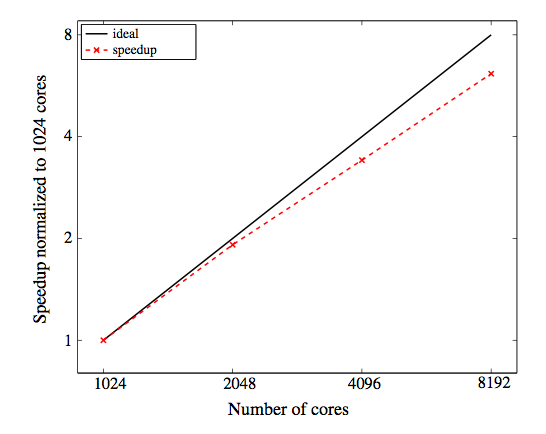 ideal
speedup
Speedup normalized to 1024 cores
8
4
2
1
1024 2048 4096 8192
Number of cores